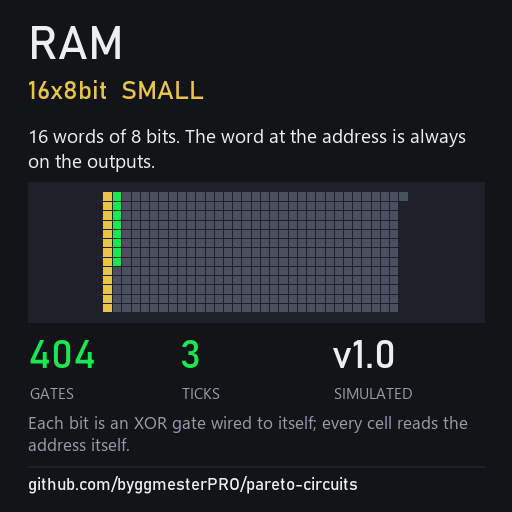 RAM
16x8bit SMALL
16 words of 8 bits. The word at the address is always
on the outputs.
404 3 v1.0
GATES TICKS SIMULATED
Each bit is an XOR gate wired to itself; every cell reads the
address itself.
github.com/byggmesterPRO/pareto-circuits